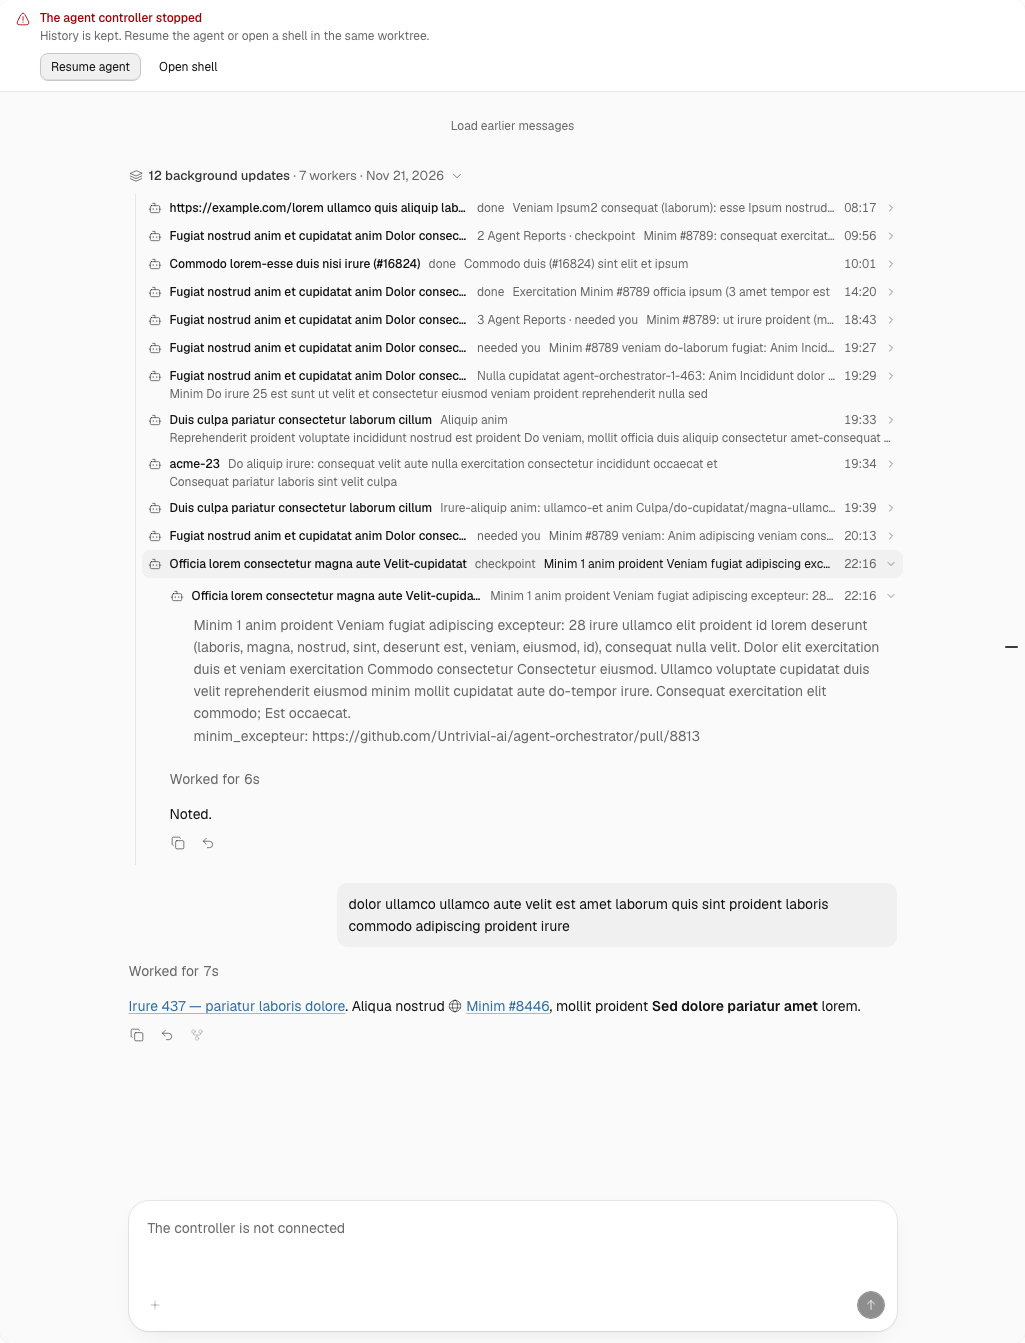 The agent controller stopped
History is kept. Resume the agent or open a shell in the same worktree.
Resume agent Open shell
Load earlier messages
12 background updates · 7 workers · Nov 21, 2026
https://example.com/lorem ullamco quis aliquip lab... done Veniam Ipsum2 consequat (laborum): esse Ipsum nostrud... 08:17
Fugiat nostrud anim et cupidatat anim Dolor consec... 2 Agent Reports · checkpoint Minim #8789: consequat exercitat... 09:56
Commodo lorem-esse duis nisi irure (#16824) done Commodo duis (#16824) sint elit et ipsum 10:01
Fugiat nostrud anim et cupidatat anim Dolor consec... done Exercitation Minim #8789 officia ipsum (3 amet tempor est 14:20
Fugiat nostrud anim et cupidatat anim Dolor consec... 3 Agent Reports · needed you Minim #8789: ut irure proident (m... 18:43
Fugiat nostrud anim et cupidatat anim Dolor consec... needed you Minim #8789 veniam do-laborum fugiat: Anim Incid... 19:27
Fugiat nostrud anim et cupidatat anim Dolor consec... Nulla cupidatat agent-orchestrator-1-463: Anim Incididunt dolor ... 19:29
Minim Do irure 25 est sunt ut velit et consectetur eiusmod veniam proident reprehenderit nulla sed
Duis culpa pariatur consectetur laborum cillum Aliquip anim 19:33
Reprehenderit proident voluptate incididunt nostrud est proident Do veniam, mollit officia duis aliquip consectetur amet-consequat ...
acme-23 Do aliquip irure: consequat velit aute nulla exercitation consectetur incididunt occaecat et 19:34
Consequat pariatur laboris sint velit culpa
Duis culpa pariatur consectetur laborum cillum Irure-aliquip anim: ullamco-et anim Culpa/do-cupidatat/magna-ullamc... 19:39
Fugiat nostrud anim et cupidatat anim Dolor consec... needed you Minim #8789 veniam: Anim adipiscing veniam cons... 20:13
Officia lorem consectetur magna aute Velit-cupidatat checkpoint Minim 1 anim proident Veniam fugiat adipiscing exc... 22:16
Officia lorem consectetur magna aute Velit-cupida... Minim 1 anim proident Veniam fugiat adipiscing excepteur: 28... 22:16
Minim 1 anim proident Veniam fugiat adipiscing excepteur: 28 irure ullamco elit proident id lorem deserunt
(laboris, magna, nostrud, sint, deserunt est, veniam, eiusmod, id), consequat nulla velit. Dolor elit exercitation
duis et veniam exercitation Commodo consectetur Consectetur eiusmod. Ullamco voluptate cupidatat duis
velit reprehenderit eiusmod minim mollit cupidatat aute do-tempor irure. Consequat exercitation elit
commodo; Est occaecat.
minim_excepteur: https://github.com/Untrivial-ai/agent-orchestrator/pull/8813
Worked for 6s
Noted.
dolor ullamco ullamco aute velit est amet laborum quis sint proident laboris
commodo adipiscing proident irure
Worked for 7s
Irure 437 — pariatur laboris dolore. Aliqua nostrud Minim #8446, mollit proident Sed dolore pariatur amet lorem.
The controller is not connected